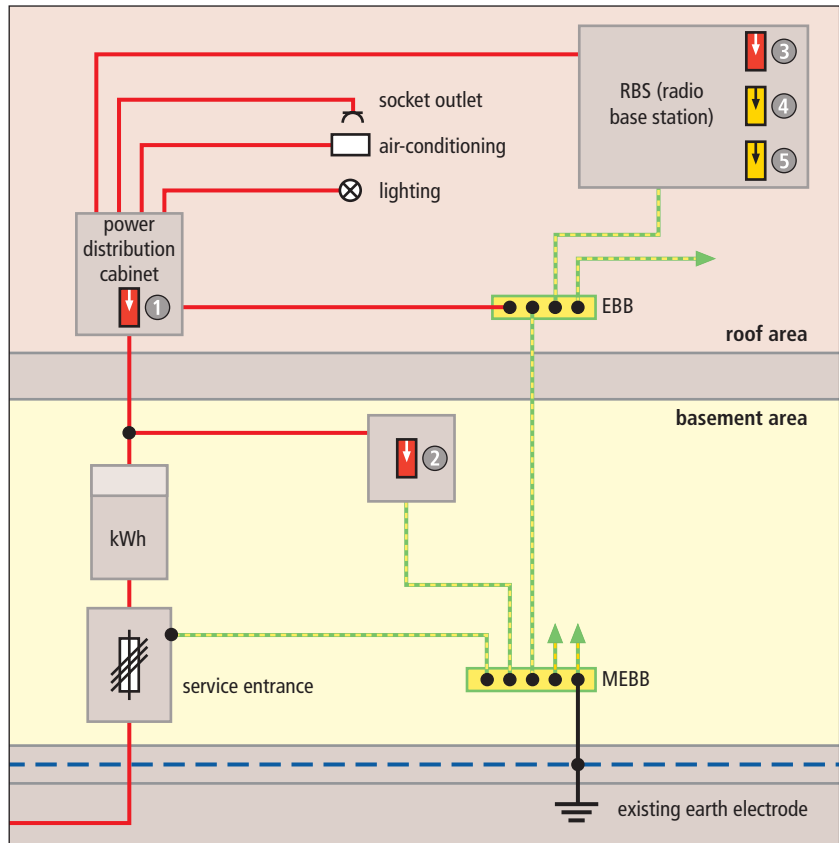 RBS (radio
base station)
3
4
5
socket outlet
air-conditioning
lighting
power
distribution
cabinet
1
EBB
roof area
basement area
2
kWh
service entrance
MEBB
existing earth electrode